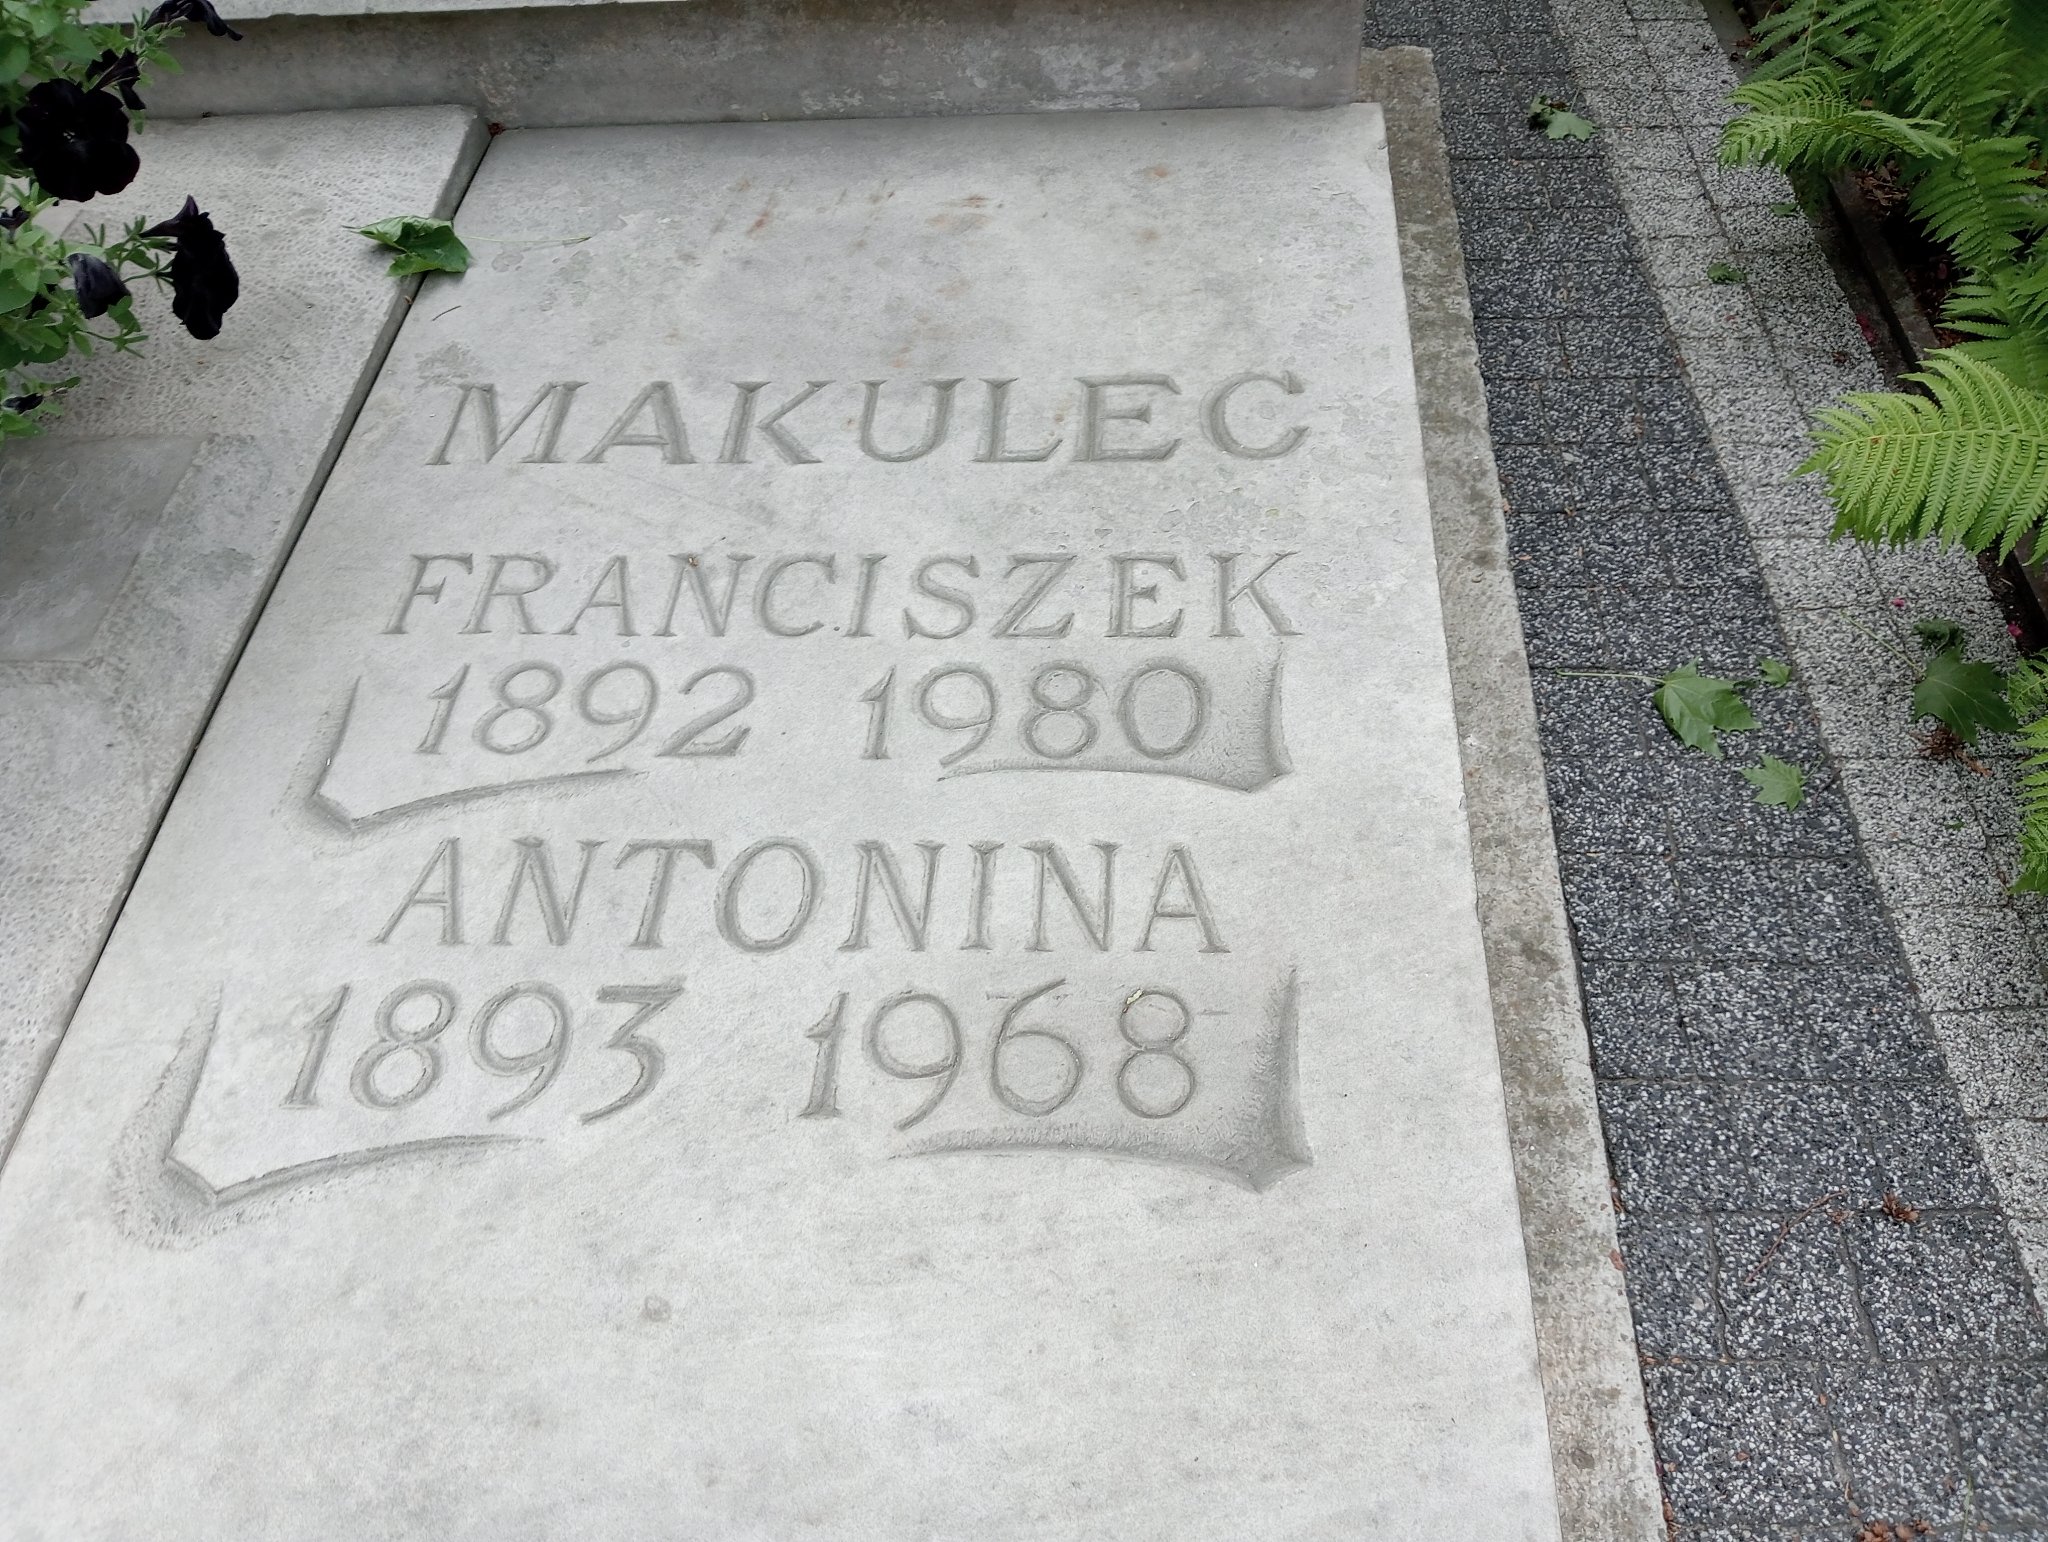 MAKULEC
FRANCISZEK
1892 1980
ANTONINA
1893 1968